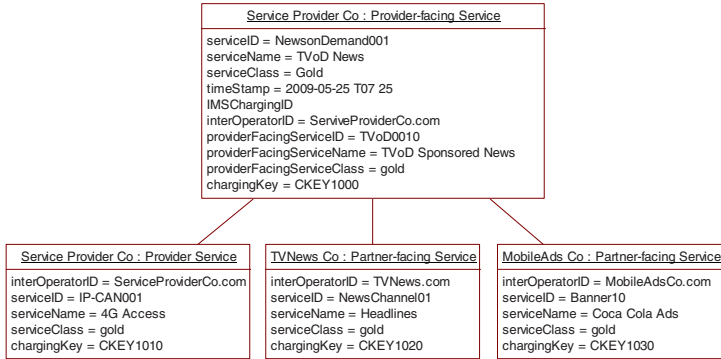 Service Provider Co : Provider-facing Service
serviceID = NewsonDemand001
serviceName = TVoD News
serviceClass = Gold
timeStamp = 2009-05-25 T07 25
IMSChargingID
interOperatorID = ServiveProviderCo.com
providerFacingServiceID = TVoD0010
providerFacingServiceName = TVoD Sponsored News
providerFacingServiceClass = gold
chargingKey = CKEY1000
Service Provider Co : Provider Service
interOperatorID = ServiceProviderCo.com
serviceID = IP-CAN001
serviceName = 4G Access
serviceClass = gold
chargingKey = CKEY1010
TVNews Co : Partner-facing Service
interOperatorID = TVNews.com
serviceID = NewsChannel01
serviceName = Headlines
serviceClass = gold
chargingKey = CKEY1020
MobileAds Co : Partner-facing Service
interOperatorID = MobileAdsCo.com
serviceID = Banner10
serviceName = Coca Cola Ads
serviceClass = gold
chargingKey = CKEY1030